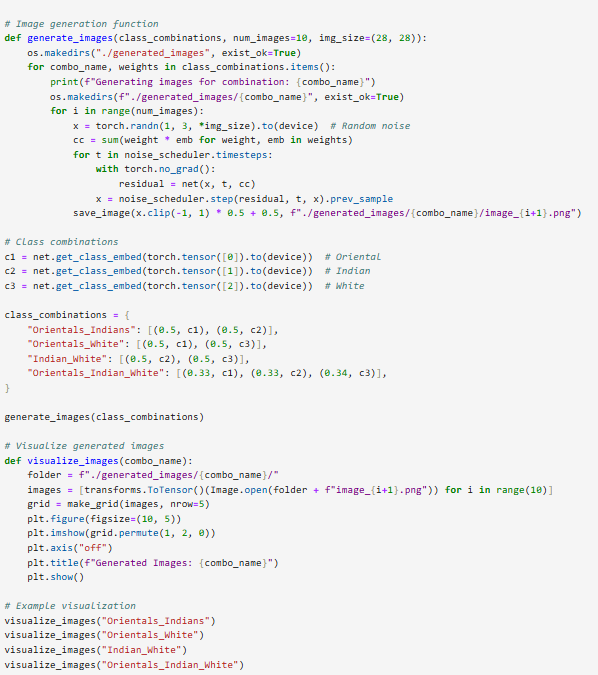 # Image generation function
def generate_images(class_combinations, num_images=10, img_size=(28, 28)):
    os.makedirs("./generated_images", exist_ok=True)
    for combo_name, weights in class_combinations.items():
        print(f"Generating images for combination: {combo_name}")
        os.makedirs(f"./generated_images/{combo_name}", exist_ok=True)
        for i in range(num_images):
            x = torch.randn(1, 3, *img_size).to(device)  # Random noise
            cc = sum(weight * emb for weight, emb in weights)
            for t in noise_scheduler.timesteps:
                with torch.no_grad():
                    residual = net(x, t, cc)
                x = noise_scheduler.step(residual, t, x).prev_sample
            save_image(x.clip(-1, 1) * 0.5 + 0.5, f"./generated_images/{combo_name}/image_{i+1}.png")
# Class combinations
c1 = net.get_class_embed(torch.tensor([0]).to(device))  # Oriental
c2 = net.get_class_embed(torch.tensor([1]).to(device))  # Indian
c3 = net.get_class_embed(torch.tensor([2]).to(device))  # White
class_combinations = {
    "Orientals_Indians": [(0.5, c1), (0.5, c2)],
    "Orientals_White": [(0.5, c1), (0.5, c3)],
    "Indian_White": [(0.5, c2), (0.5, c3)],
    "Orientals_Indian_White": [(0.33, c1), (0.33, c2), (0.34, c3)],
}
generate_images(class_combinations)
# Visualize generated images
def visualize_images(combo_name):
    folder = f"./generated_images/{combo_name}/"
    images = [transforms.ToTensor()(Image.open(folder + f"image_{i+1}.png")) for i in range(10)]
    grid = make_grid(images, nrow=5)
    plt.figure(figsize=(10, 5))
    plt.imshow(grid.permute(1, 2, 0))
    plt.axis("off")
    plt.title(f"Generated Images: {combo_name}")
    plt.show()
# Example visualization
visualize_images("Orientals_Indians")
visualize_images("Orientals_White")
visualize_images("Indian_White")
visualize_images("Orientals_Indian_White")